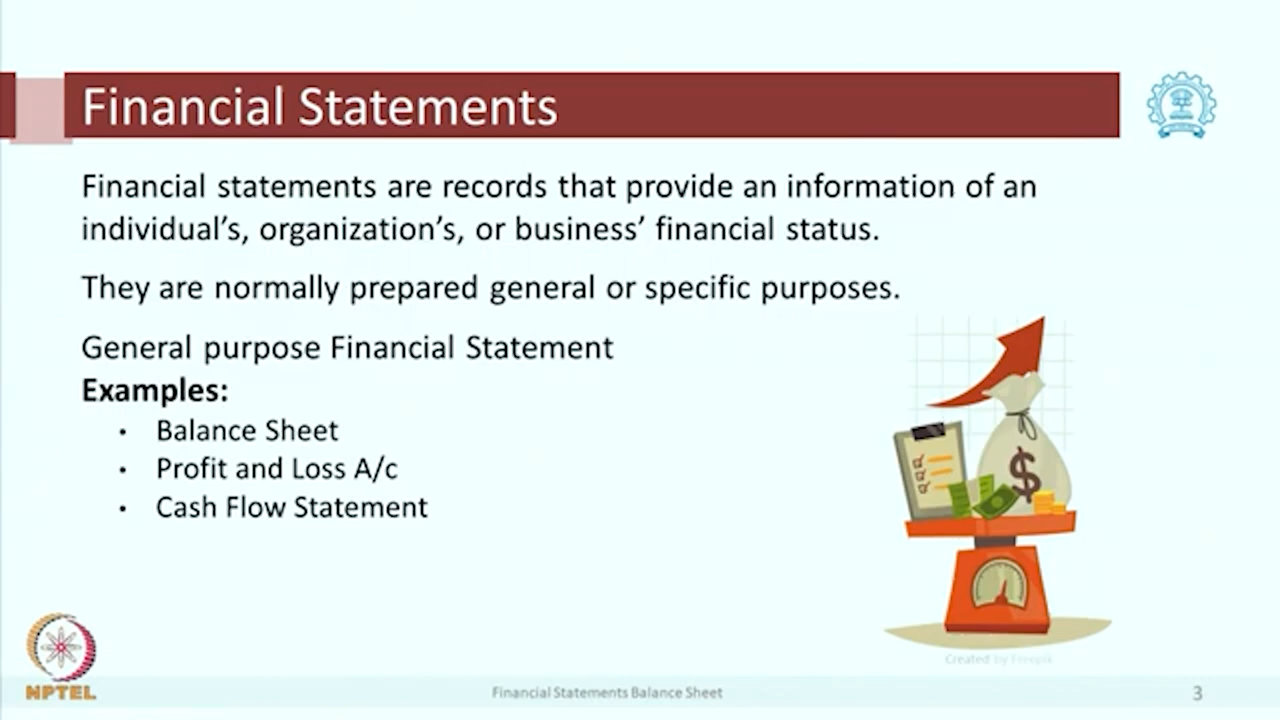 Financial Statements
Financial statements are records that provide an information of an
individual’s, organization’s, or business’ financial status.
They are normally prepared general or specific purposes.
General purpose Financial Statement
Examples:
• Balance Sheet
• Profit and Loss A/c
• Cash Flow Statement
$
Created by Freepik
NPTEL
Financial Statements Balance Sheet
3